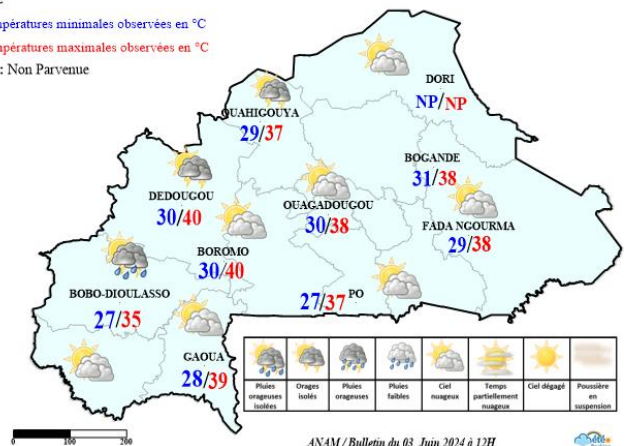 Températures minimales observées en °C
Températures maximales observées en °C
: Non Parvenue
DORI
NP/NP
OUAHIGOUYA
29/37
BOGANDE
31/38
DEDOUGOU
30/40
OUAGADOUGOU
30/38
FADA NGOURMA
29/38
BOROMO
30/40
BOBO-DIOULASSO
27/35
27/37 PO
GAOUA
28/39
Pluies orageuses isolées
Orages isolés
Pluies orageuses
Pluies faibles
Ciel nuageux
Temps partiellement nuageux
Ciel dégagé
Poussière en suspension
0 100 200
ANAM / Bulletin du 03 Juin 2024 à 12H
météo